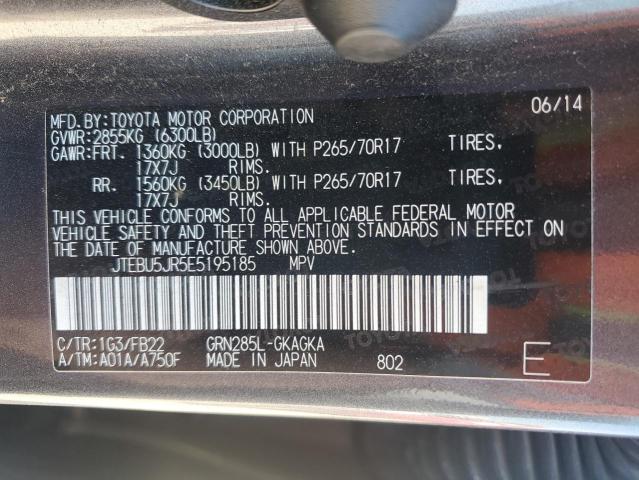 MFD.BY:TOYOTA MOTOR CORPORATION 06/14
GVWR:2855KG (6300LB)
GAWR:FRT. 1360KG (3000LB) WITH P265/70R17 TIRES,
17X7J RIMS.
RR. 1560KG (3450LB) WITH P265/70R17 TIRES,
17X7J RIMS.
THIS VEHICLE CONFORMS TO ALL APPLICABLE FEDERAL MOTOR
VEHICLE SAFETY AND THEFT PREVENTION STANDARDS IN EFFECT ON
THE DATE OF MANUFACTURE SHOWN ABOVE.
JTEBU5JR5E5195185 MPV
C/TR:1G3/FB22 GRN285L-GKAGKA
A/TM:A01A/A750F MADE IN JAPAN 802 E